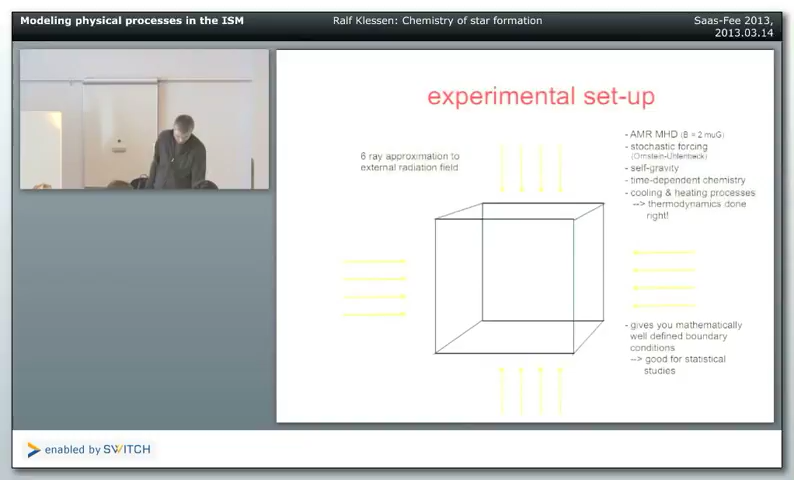 Modeling physical processes in the ISM
Ralf Klessen: Chemistry of star formation
Saas-Fee 2013,
2013.03.14
experimental set-up
6 ray approximation to
external radiation field
- AMR MHD (B = 2 muG)
- stochastic forcing
(Ornstein-Uhlenbeck)
- self-gravity
- time-dependent chemistry
- cooling & heating processes
--> thermodynamics done
right!
- gives you mathematically
well defined boundary
conditions
--> good for statistical
studies
enabled by SWITCH